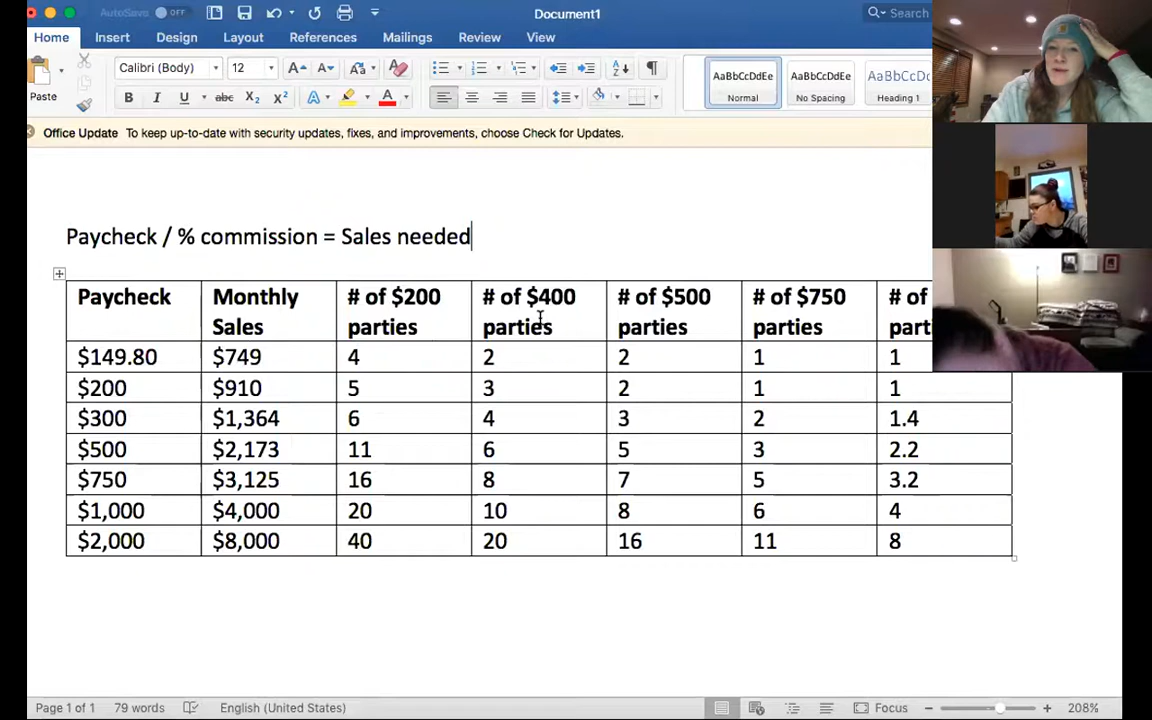 AutoSave OFF Document1 Search
Home Insert Design Layout References Mailings Review View
Paste Calibri (Body) 12 AaBbCcDdEe AaBbCcDdEe AaBbCcDd
Normal No Spacing Heading 1
Office Update To keep up-to-date with security updates, fixes, and improvements, choose Check for Updates.
Paycheck / % commission = Sales needed
Paycheck Monthly Sales # of $200 parties # of $400 parties # of $500 parties # of $750 parties # of
$149.80 $749 4 2 2 1 1
$200 $910 5 3 2 1 1
$300 $1,364 6 4 3 2 1.4
$500 $2,173 11 6 5 3 2.2
$750 $3,125 16 8 7 5 3.2
$1,000 $4,000 20 10 8 6 4
$2,000 $8,000 40 20 16 11 8
Page 1 of 1 79 words English (United States) Focus 208%